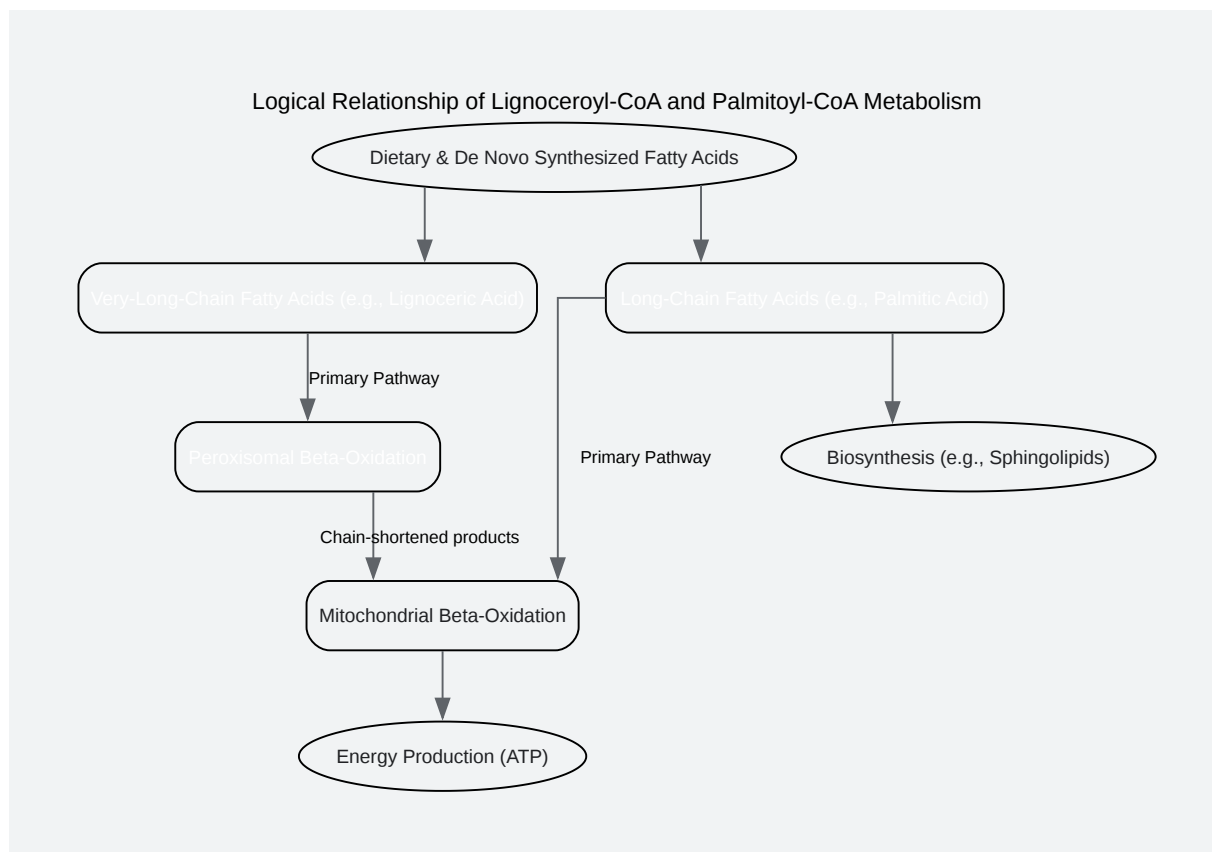 Logical Relationship of Lignoceroyl-CoA and Palmitoyl-CoA Metabolism
Dietary & De Novo Synthesized Fatty Acids
Very-Long-Chain Fatty Acids (e.g., Lignoceric Acid)
Long-Chain Fatty Acids (e.g., Palmitic Acid)
Primary Pathway
Peroxisomal Beta-Oxidation
Primary Pathway
Biosynthesis (e.g., Sphingolipids)
Chain-shortened products
Mitochondrial Beta-Oxidation
Energy Production (ATP)